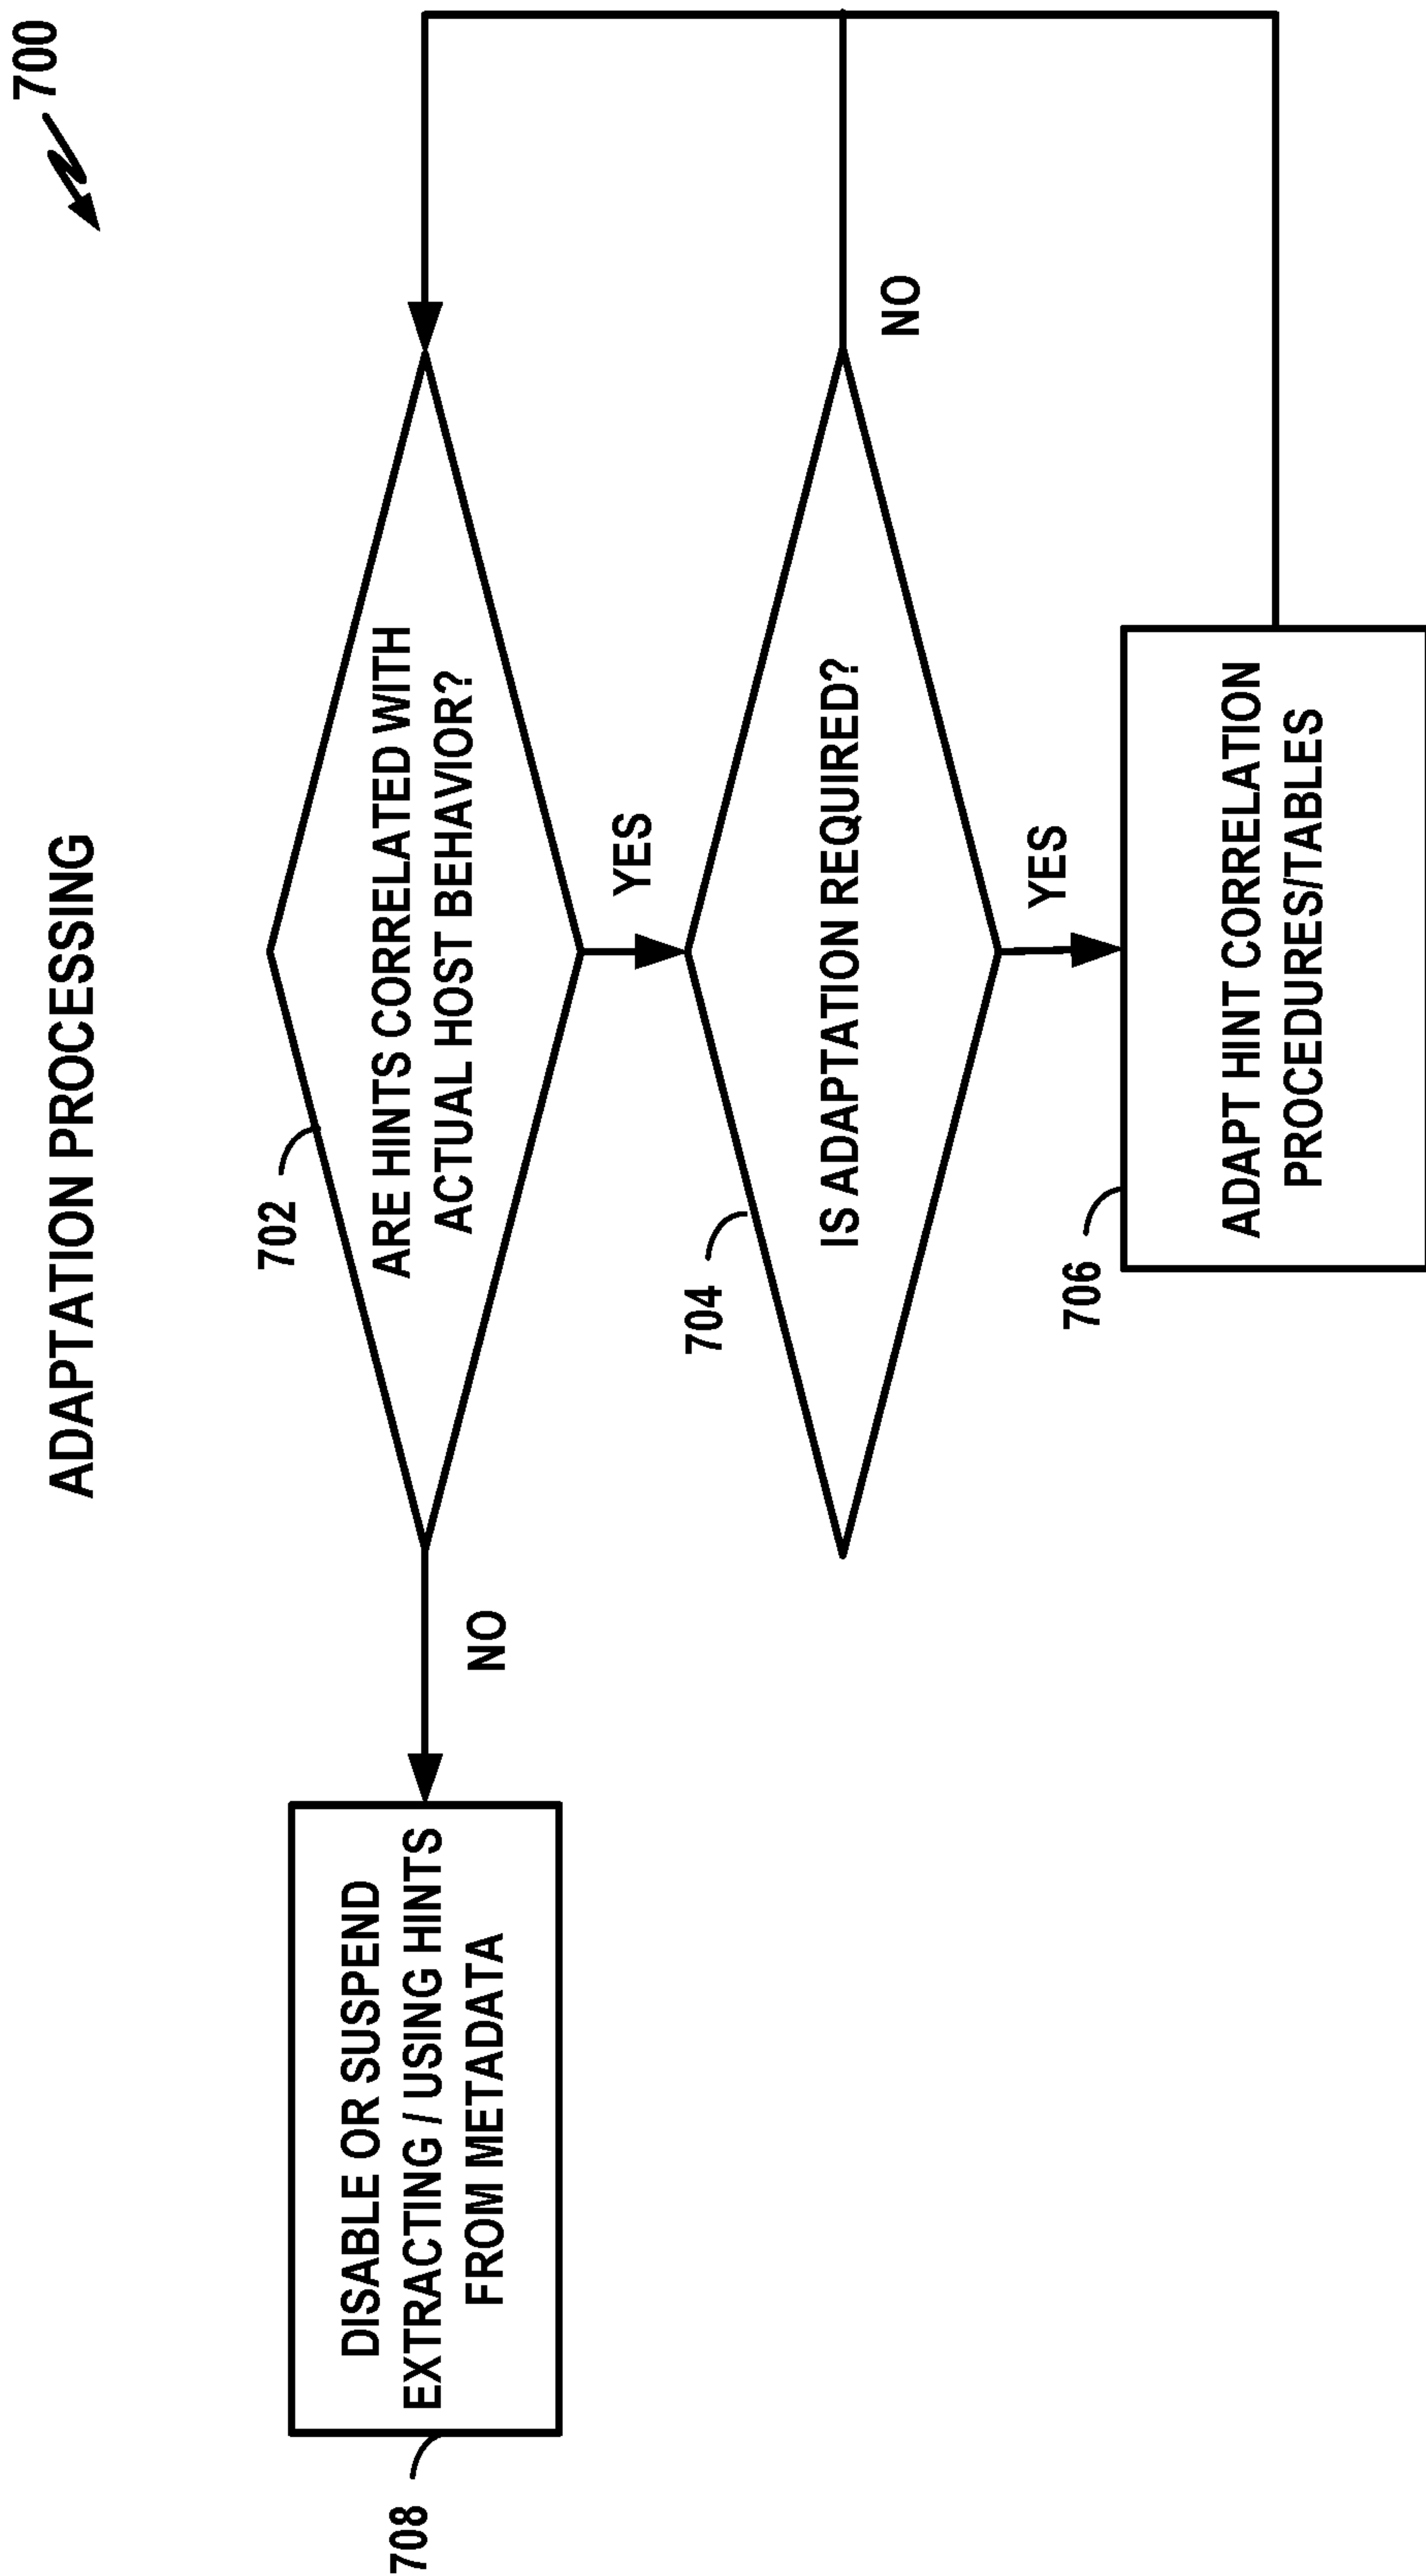 ADAPTATION PROCESSING
700
702
ARE HINTS CORRELATED WITH
ACTUAL HOST BEHAVIOR?
NO
708
DISABLE OR SUSPEND
EXTRACTING / USING HINTS
FROM METADATA
YES
704
IS ADAPTATION REQUIRED?
NO
YES
706
ADAPT HINT CORRELATION
PROCEDURES/TABLES